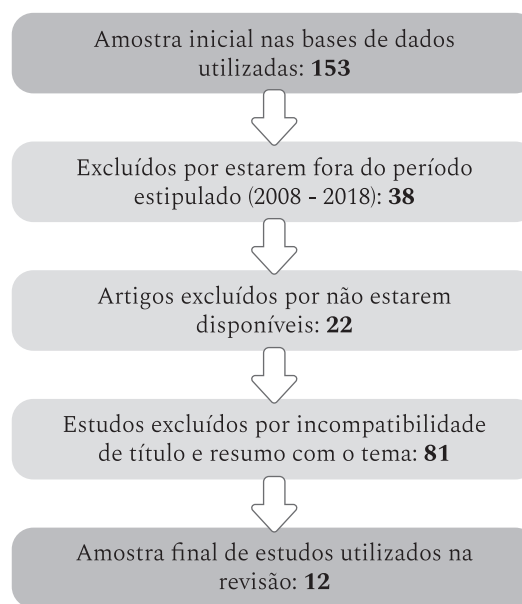 Amostra inicial nas bases de dados
utilizadas: 153
Excluídos por estarem fora do período
estipulado (2008 - 2018): 38
Artigos excluídos por não estarem
disponíveis: 22
Estudos excluídos por incompatibilidade
de título e resumo com o tema: 81
Amostra final de estudos utilizados na
revisão: 12